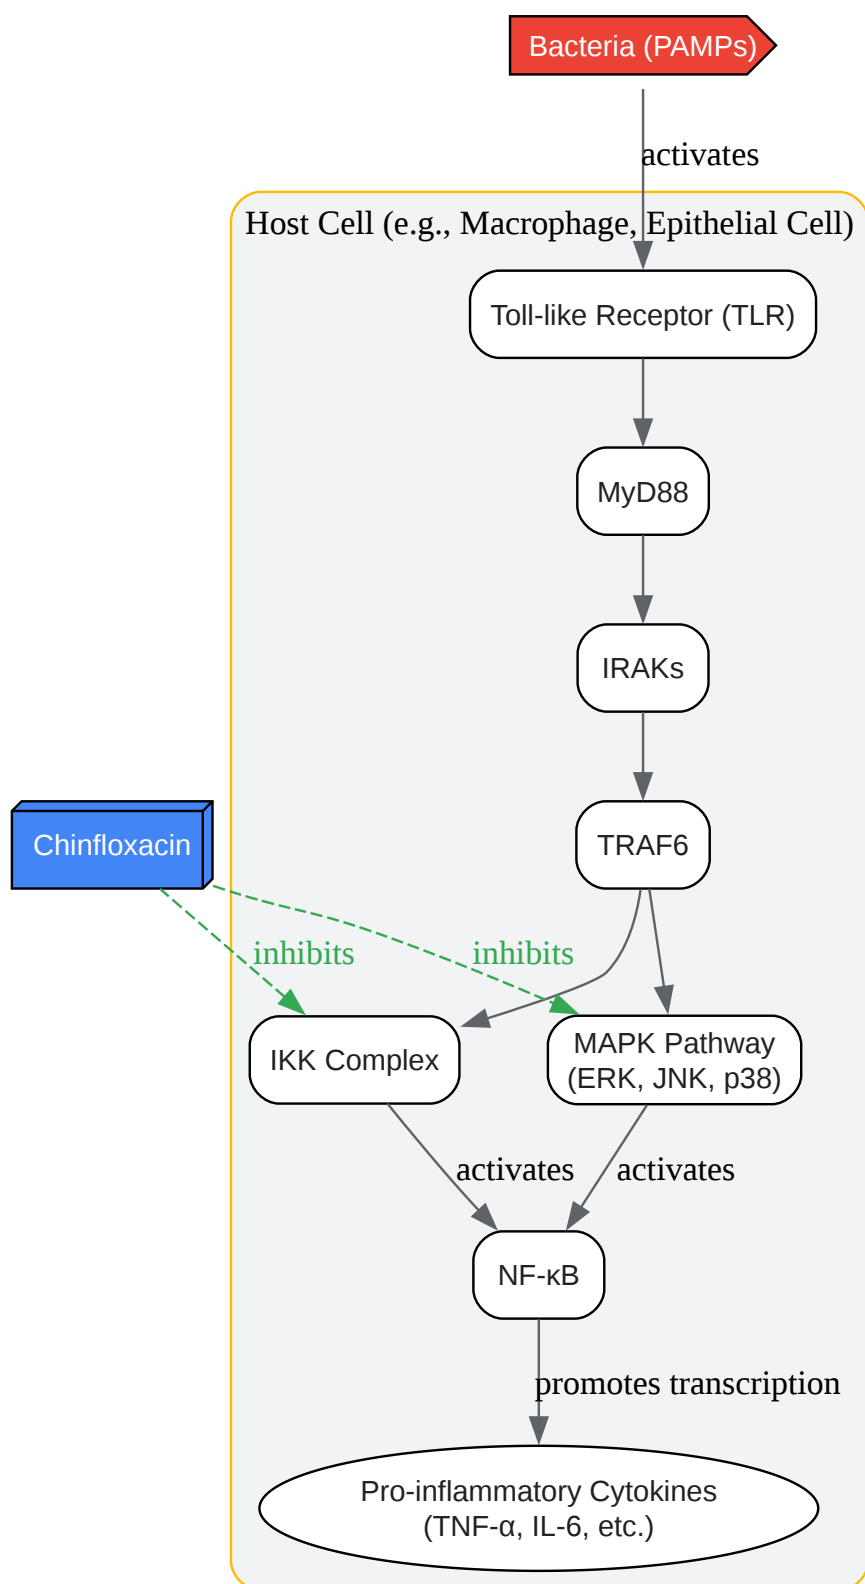 Bacteria (PAMPs)
activates
Host Cell (e.g., Macrophage, Epithelial Cell)
Toll-like Receptor (TLR)
MyD88
IRAKs
TRAF6
Chinfloxacin
inhibits
inhibits
IKK Complex
MAPK Pathway
(ERK, JNK, p38)
activates
activates
NF-κB
promotes transcription
Pro-inflammatory Cytokines
(TNF-α, IL-6, etc.)